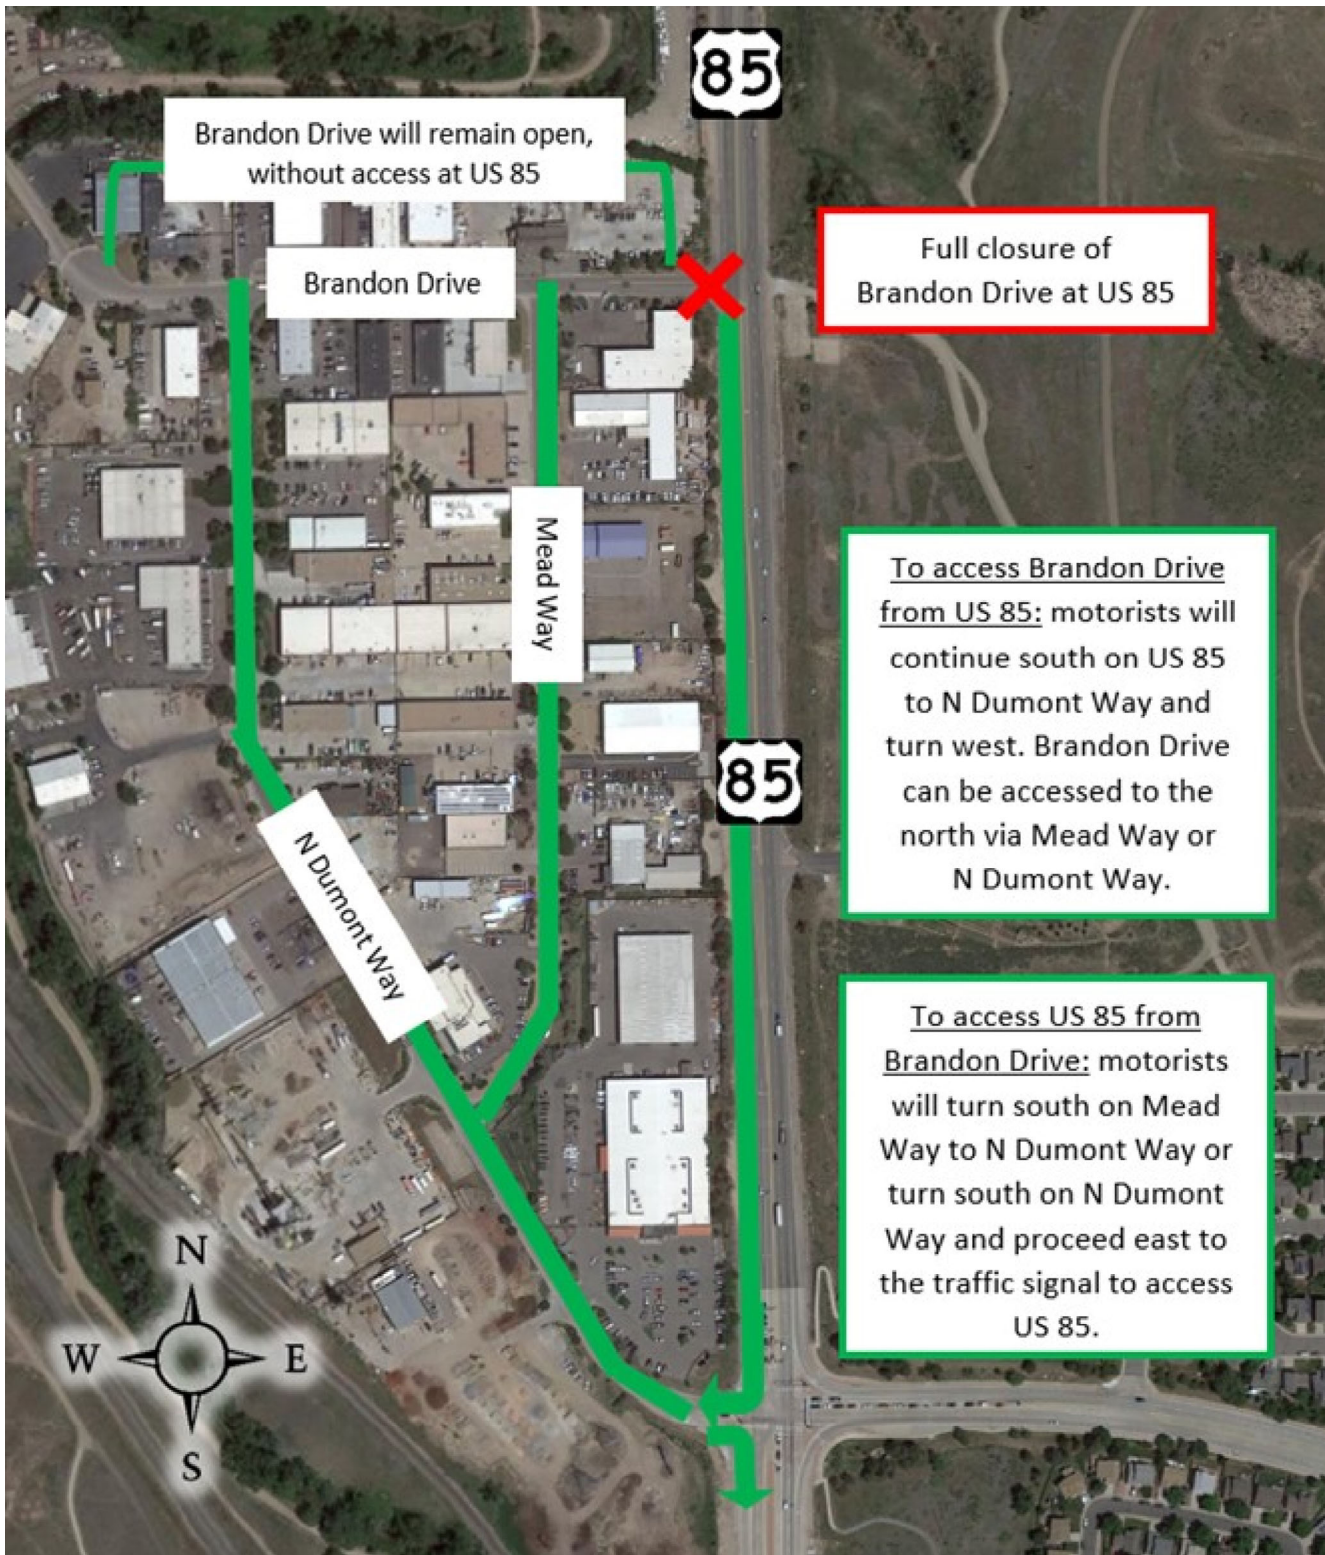 85
Brandon Drive will remain open,
without access at US 85
Full closure of
Brandon Drive at US 85
Brandon Drive
Mead Way
To access Brandon Drive
from US 85: motorists will
continue south on US 85
to N Dumont Way and
turn west. Brandon Drive
can be accessed to the
north via Mead Way or
N Dumont Way.
85
N Dumont Way
To access US 85 from
Brandon Drive: motorists
will turn south on Mead
Way to N Dumont Way or
turn south on N Dumont
Way and proceed east to
the traffic signal to access
US 85.
N
W E
S